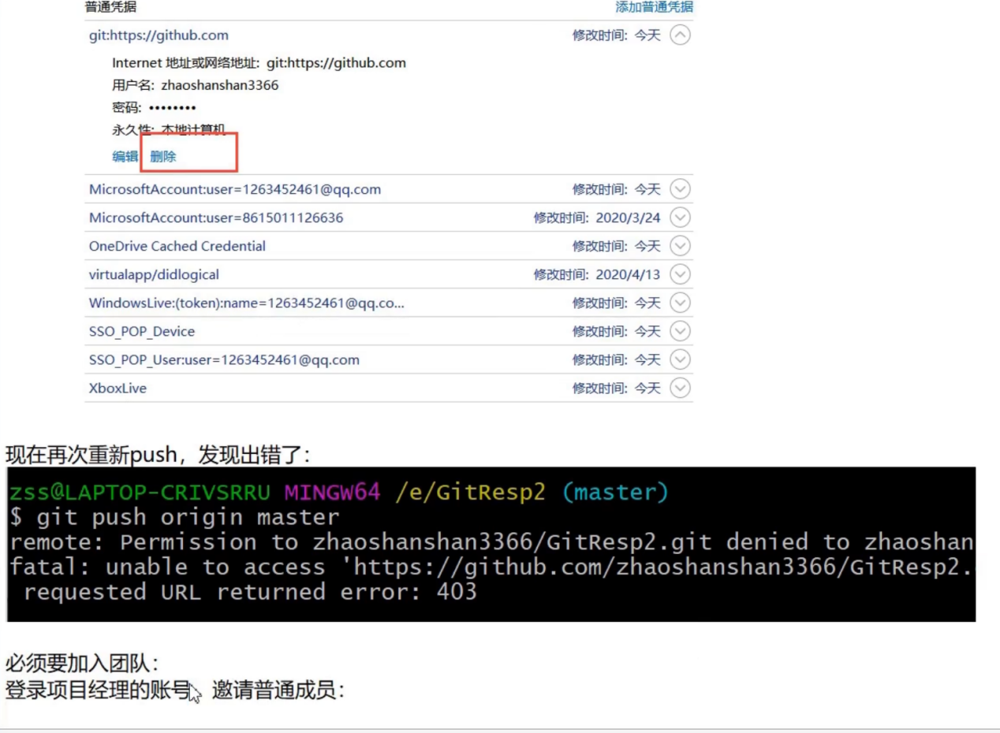 普通凭据 添加普通凭据
git:https://github.com 修改时间: 今天
Internet 地址或网络地址: git:https://github.com
用户名: zhaoshanshan3366
密码: ••••••••
永久性: 本地计算机
编辑 删除
MicrosoftAccount:user=1263452461@qq.com 修改时间: 今天
MicrosoftAccount:user=8615011126636 修改时间: 2020/3/24
OneDrive Cached Credential 修改时间: 今天
virtualapp/didlogical 修改时间: 2020/4/13
WindowsLive:(token):name=1263452461@qq.co... 修改时间: 今天
SSO_POP_Device 修改时间: 今天
SSO_POP_User:user=1263452461@qq.com 修改时间: 今天
XboxLive 修改时间: 今天
现在再次重新push，发现出错了:
zss@LAPTOP-CRIVSRRU MINGW64 /e/GitResp2 (master)
$ git push origin master
remote: Permission to zhaoshanshan3366/GitResp2.git denied to zhaoshan
fatal: unable to access 'https://github.com/zhaoshanshan3366/GitResp2.
requested URL returned error: 403
必须要加入团队:
登录项目经理的账号，邀请普通成员: